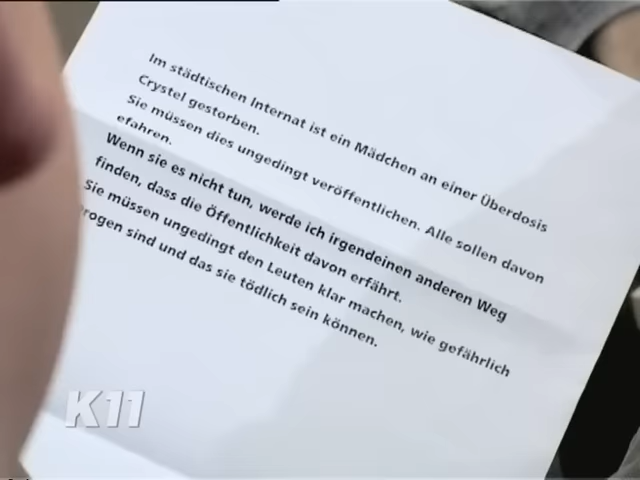 Im städtischen Internat ist ein Mädchen an einer Überdosis
Crystel gestorben.
Sie müssen dies ungedingt veröffentlichen. Alle sollen davon
efahren.
Wenn sie es nicht tun, werde ich irgendeinen anderen Weg
finden, dass die Öffentlichkeit davon erfährt.
Sie müssen ungedingt den Leuten klar machen, wie gefährlich
rogen sind und das sie tödlich sein können.
K11